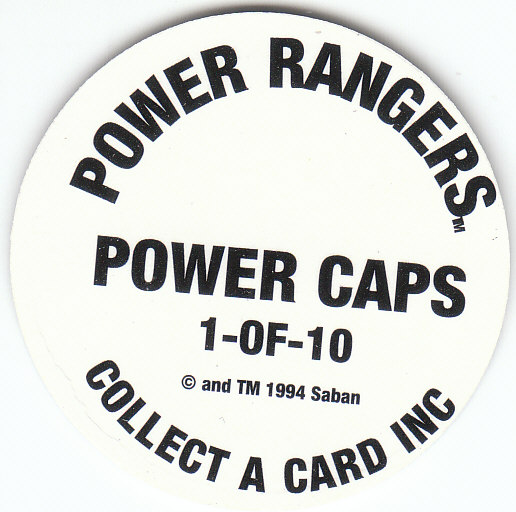 POWER RANGERS™
POWER CAPS
1-OF-10
© and TM 1994 Saban
COLLECT A CARD INC